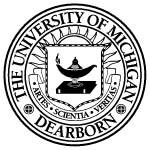 THE UNIVERSITY OF MICHIGAN
ARTES SCIENTIA VERITAS
DEARBORN